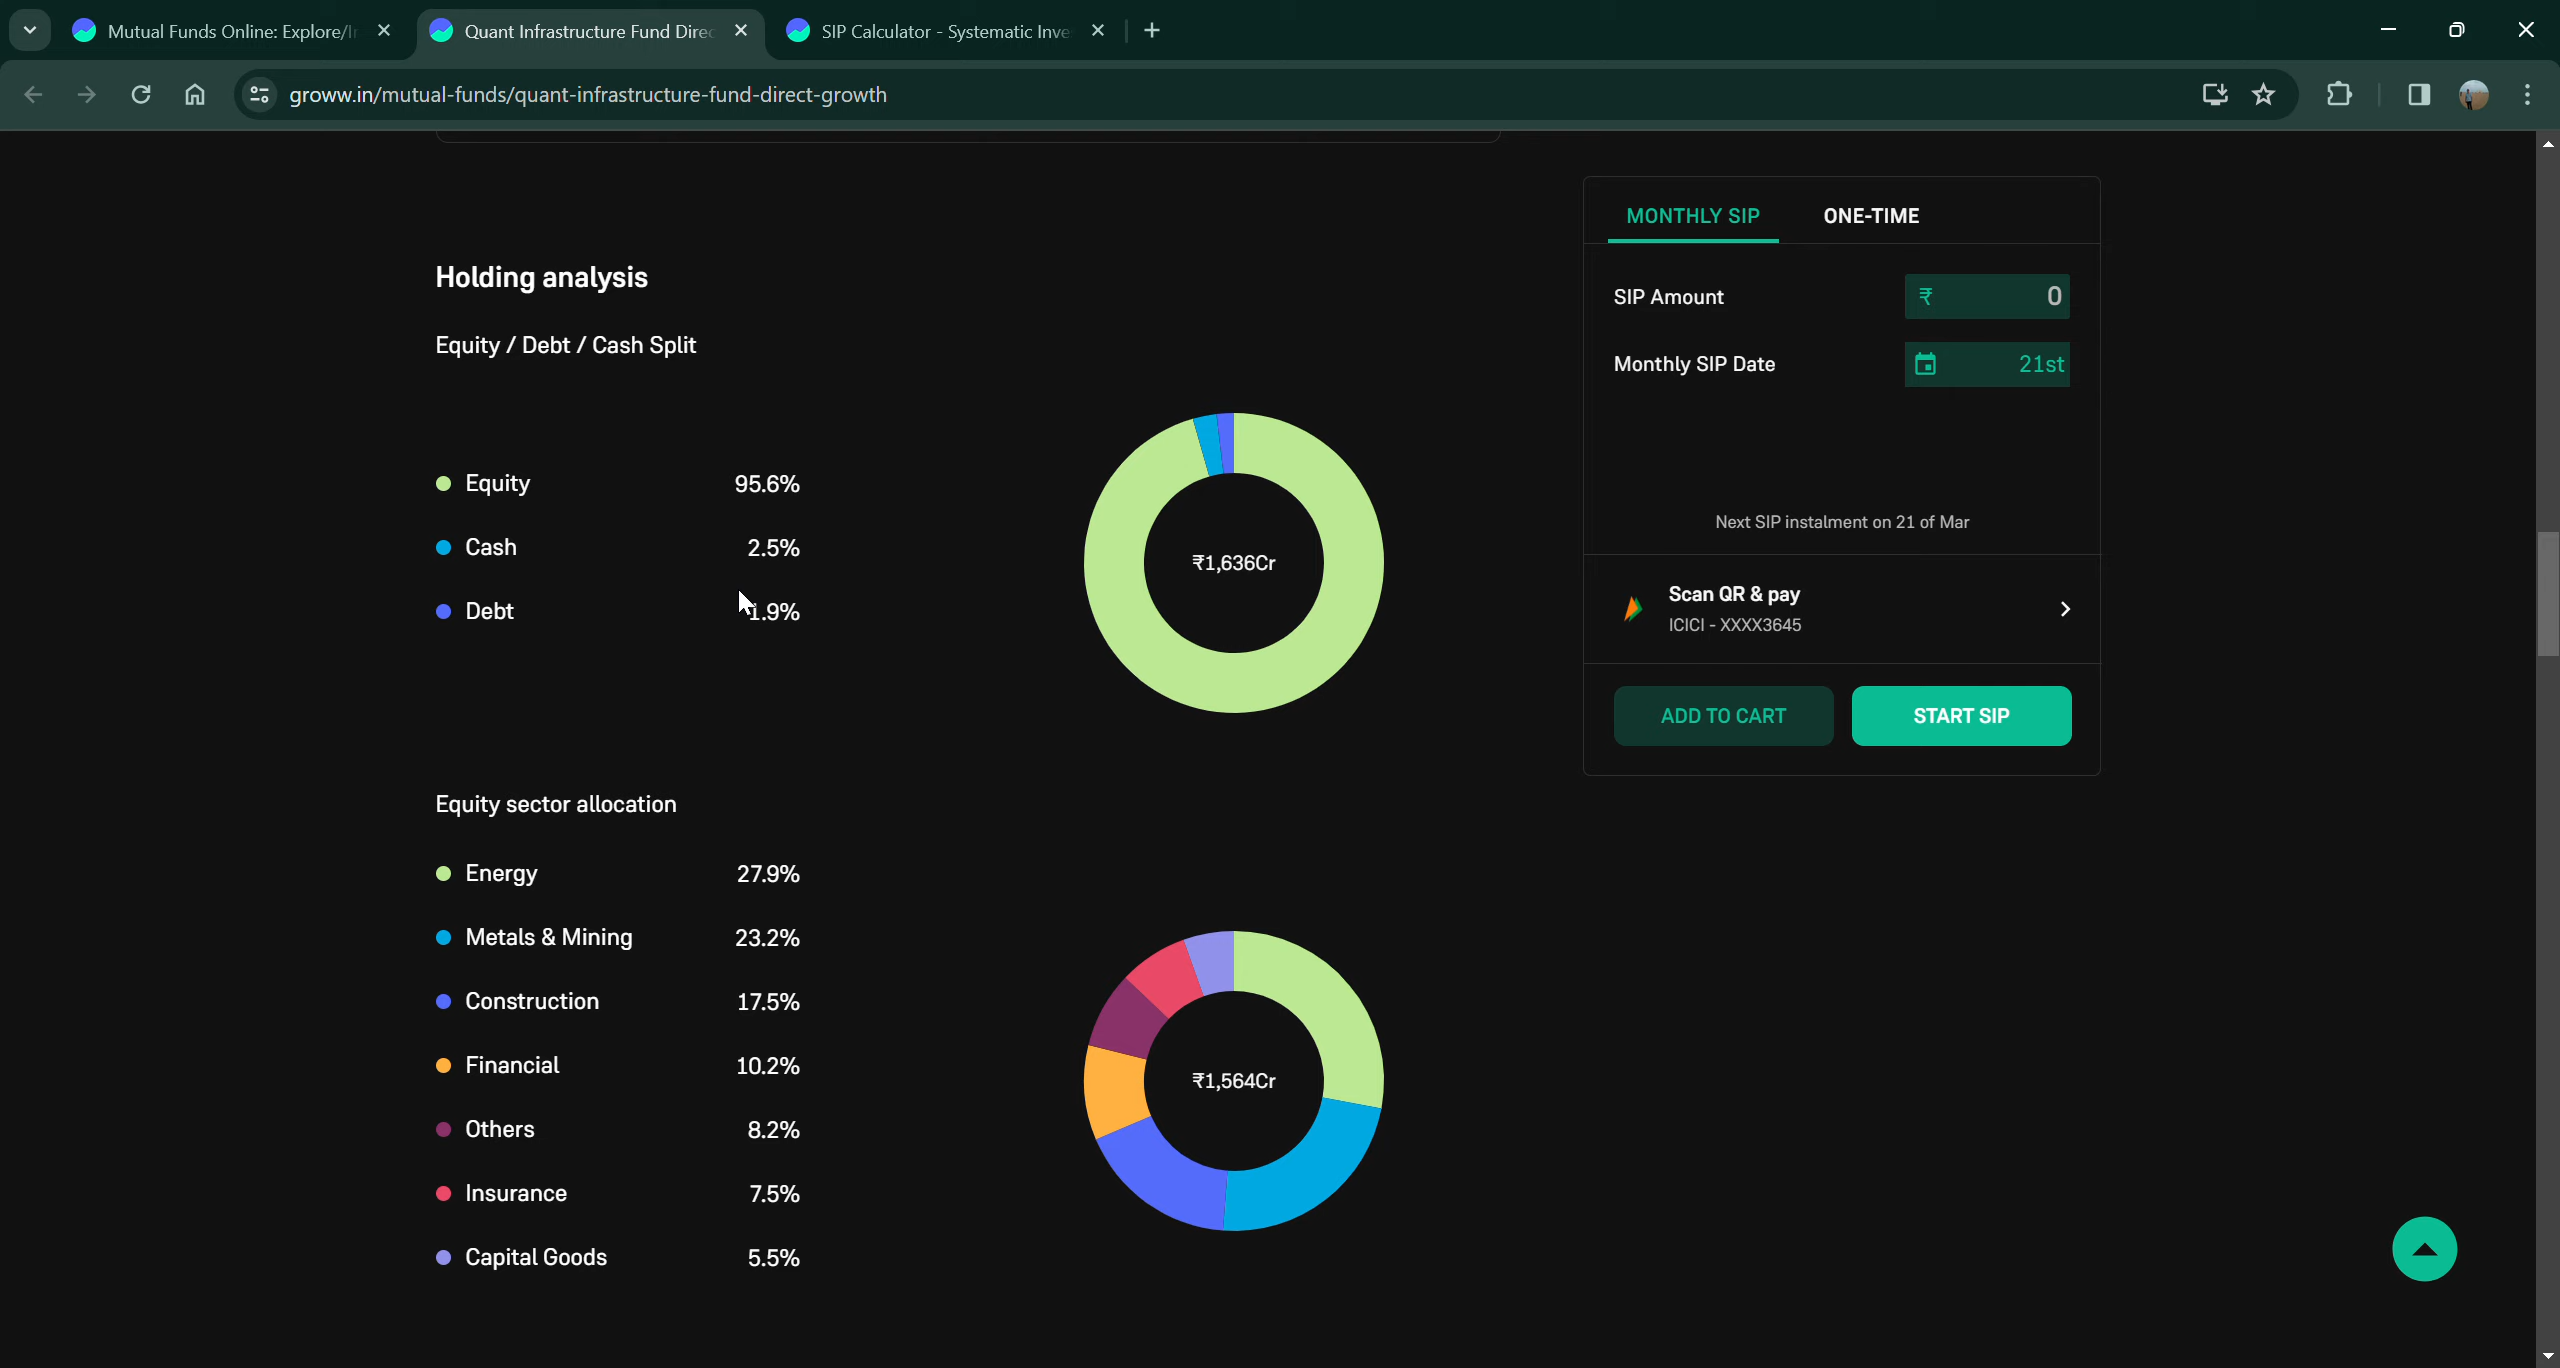 Mutual Funds Online: Explore/I
Quant Infrastructure Fund Direc
SIP Calculator - Systematic Inve
groww.in/mutual-funds/quant-infrastructure-fund-direct-growth
Holding analysis
Equity / Debt / Cash Split
Equity 95.6%
Cash 2.5%
Debt 1.9%
₹1,636Cr
Equity sector allocation
Energy 27.9%
Metals & Mining 23.2%
Construction 17.5%
Financial 10.2%
Others 8.2%
Insurance 7.5%
Capital Goods 5.5%
₹1,564Cr
MONTHLY SIP ONE-TIME
SIP Amount ₹ 0
Monthly SIP Date 21st
Next SIP instalment on 21 of Mar
Scan QR & pay
ICICI - XXXX3645
ADD TO CART START SIP